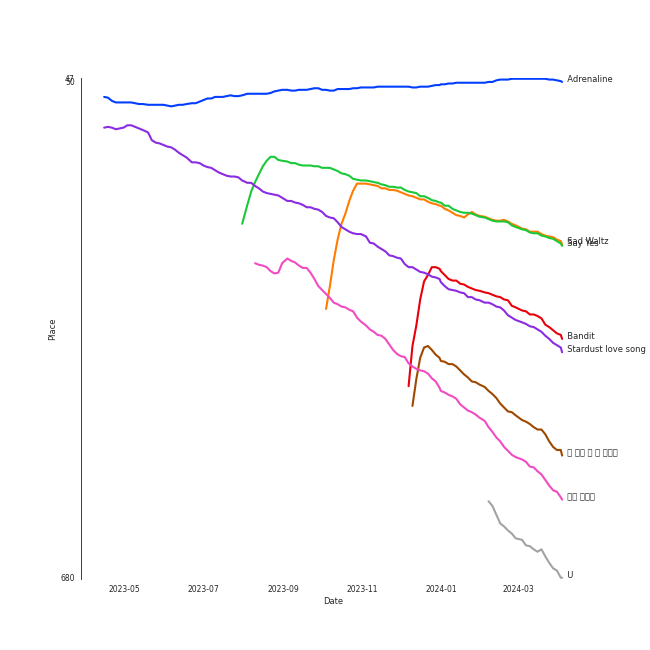 47
50
Adrenaline
Sad Waltz
Say Yes
Place
Bandit
Stardust love song
680
U
2023-05
2023-07
2023-09
2023-11
2024-01
2024-03
Date